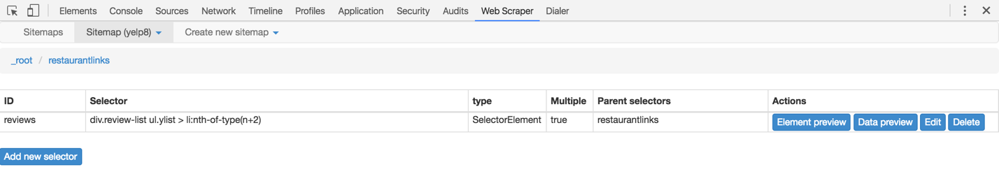 Elements Console Sources Network Timeline Profiles Application Security Audits Web Scraper Dialer
Sitemaps Sitemap (yelp8) Create new sitemap
_root / restaurantlinks
ID Selector type Multiple Parent selectors Actions
reviews div.review-list ul.ylist > li:nth-of-type(n+2) SelectorElement true restaurantlinks Element preview Data preview Edit Delete
Add new selector